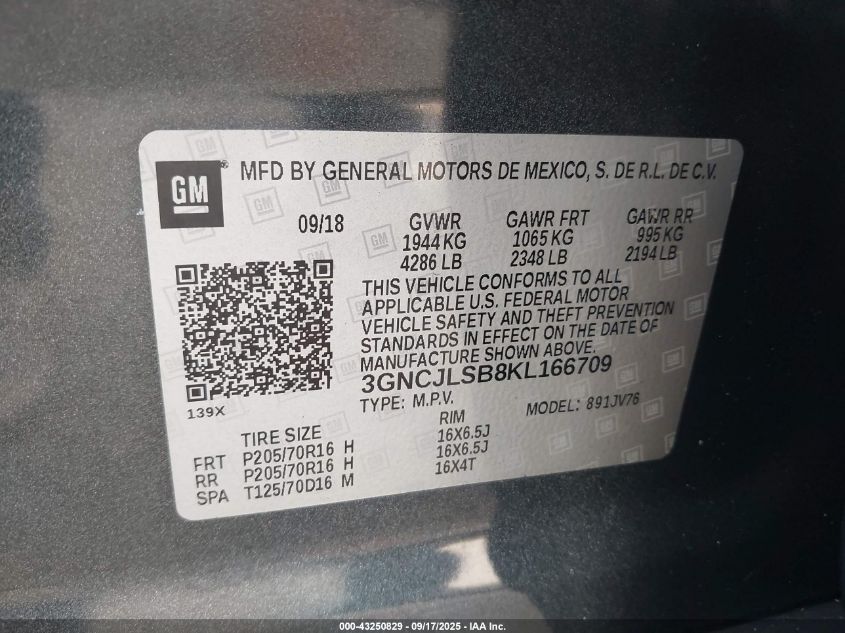 GM ® MFD BY GENERAL MOTORS DE MEXICO, S. DE R.L. DE C.V.
09/18 GVWR GAWR FRT GAWR RR
1944 KG 1065 KG 995 KG
4286 LB 2348 LB 2194 LB
THIS VEHICLE CONFORMS TO ALL
APPLICABLE U.S. FEDERAL MOTOR
VEHICLE SAFETY AND THEFT PREVENTION
STANDARDS IN EFFECT ON THE DATE OF
MANUFACTURE SHOWN ABOVE.
3GNCJLSB8KL166709
139X TYPE: M.P.V. MODEL: 891JV76
TIRE SIZE RIM
FRT P205/70R16 H 16X6.5J
RR P205/70R16 H 16X6.5J
SPA T125/70D16 M 16X4T
000-43250829 - 09/17/2025 - IAA Inc.